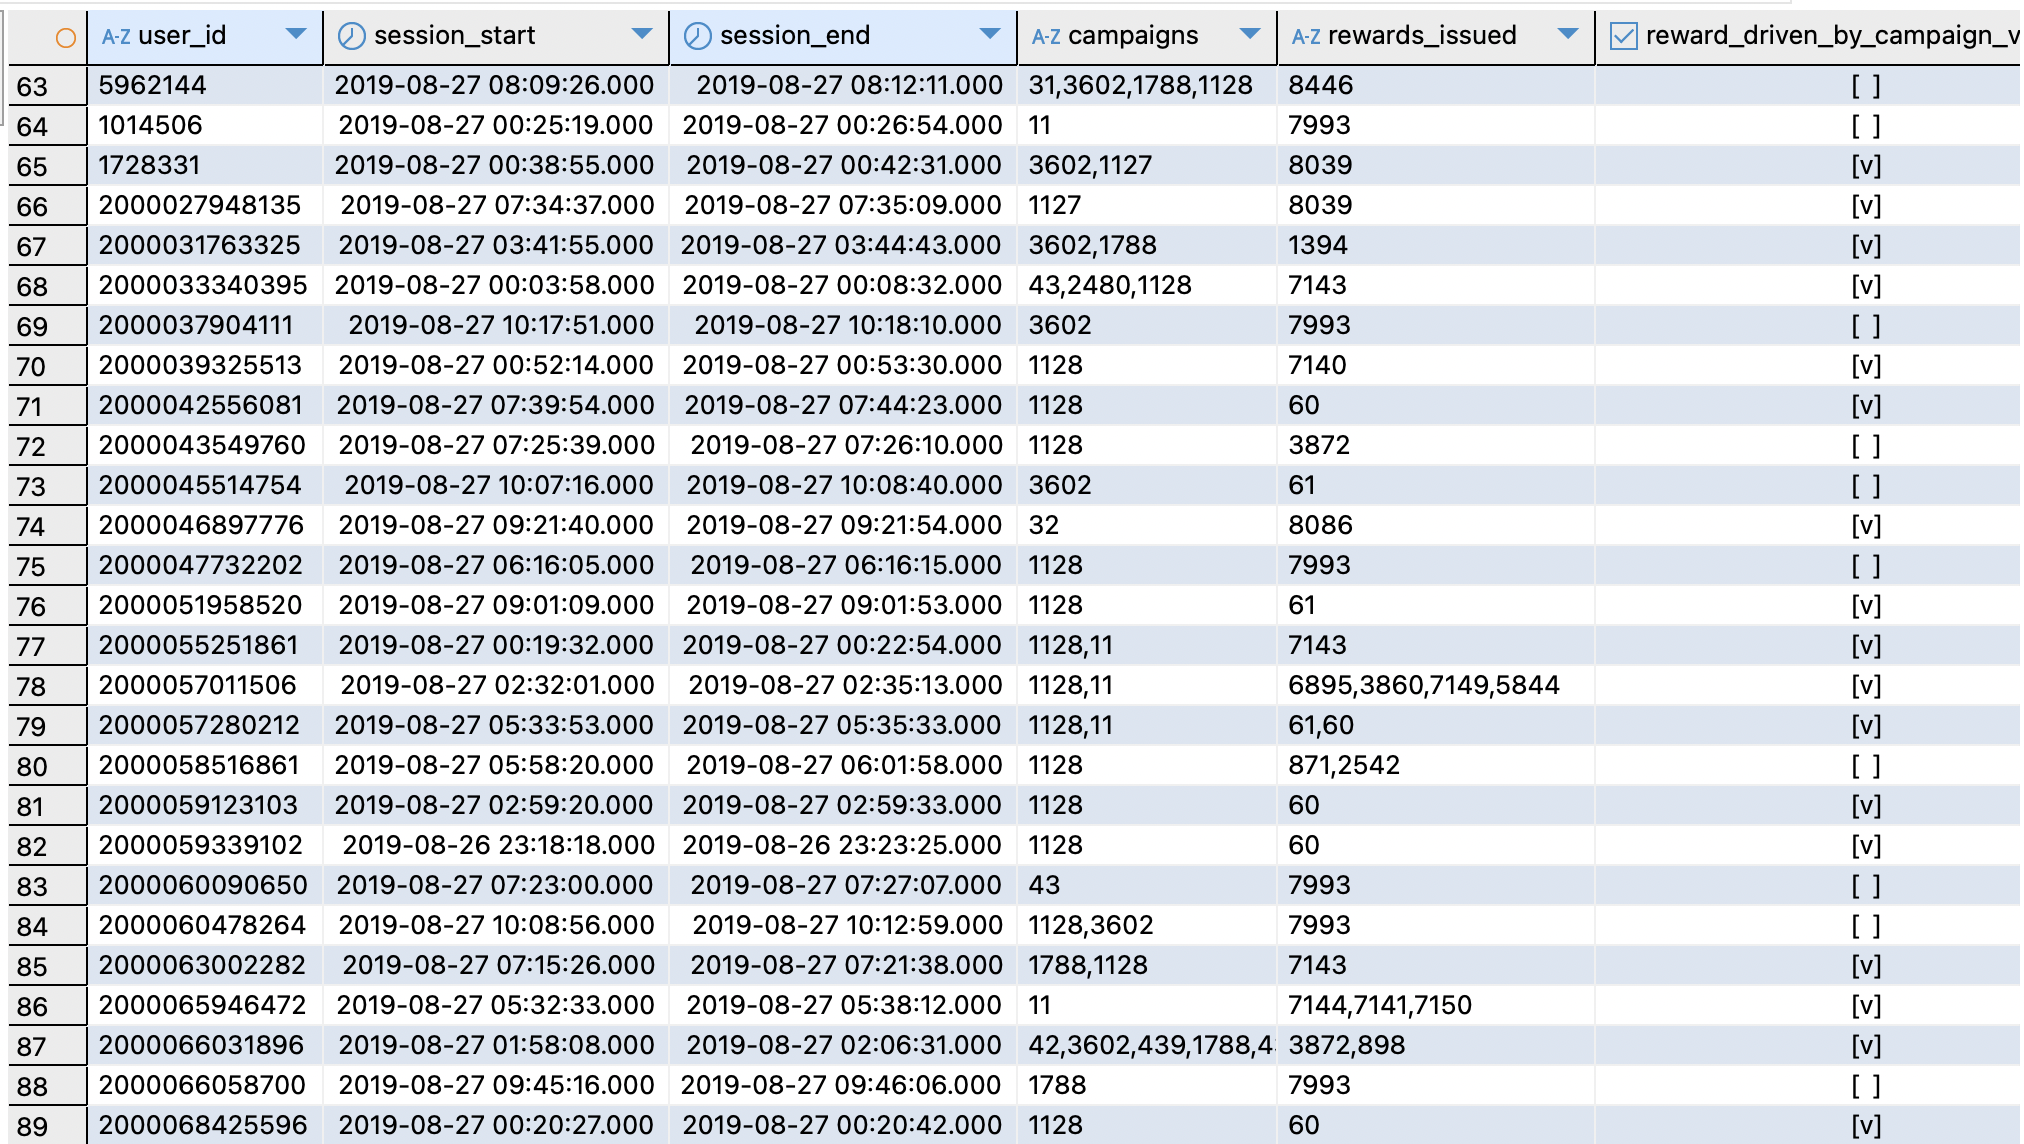 A-Z user_id session_start session_end A-Z campaigns A-Z rewards_issued reward_driven_by_campaign_v
63 5962144 2019-08-27 08:09:26.000 2019-08-27 08:12:11.000 31,3602,1788,1128 8446 [ ]
64 1014506 2019-08-27 00:25:19.000 2019-08-27 00:26:54.000 11 7993 [ ]
65 1728331 2019-08-27 00:38:55.000 2019-08-27 00:42:31.000 3602,1127 8039 [v]
66 2000027948135 2019-08-27 07:34:37.000 2019-08-27 07:35:09.000 1127 8039 [v]
67 2000031763325 2019-08-27 03:41:55.000 2019-08-27 03:44:43.000 3602,1788 1394 [v]
68 2000033340395 2019-08-27 00:03:58.000 2019-08-27 00:08:32.000 43,2480,1128 7143 [v]
69 2000037904111 2019-08-27 10:17:51.000 2019-08-27 10:18:10.000 3602 7993 [ ]
70 2000039325513 2019-08-27 00:52:14.000 2019-08-27 00:53:30.000 1128 7140 [v]
71 2000042556081 2019-08-27 07:39:54.000 2019-08-27 07:44:23.000 1128 60 [v]
72 2000043549760 2019-08-27 07:25:39.000 2019-08-27 07:26:10.000 1128 3872 [ ]
73 2000045514754 2019-08-27 10:07:16.000 2019-08-27 10:08:40.000 3602 61 [ ]
74 2000046897776 2019-08-27 09:21:40.000 2019-08-27 09:21:54.000 32 8086 [v]
75 2000047732202 2019-08-27 06:16:05.000 2019-08-27 06:16:15.000 1128 7993 [ ]
76 2000051958520 2019-08-27 09:01:09.000 2019-08-27 09:01:53.000 1128 61 [v]
77 2000055251861 2019-08-27 00:19:32.000 2019-08-27 00:22:54.000 1128,11 7143 [v]
78 2000057011506 2019-08-27 02:32:01.000 2019-08-27 02:35:13.000 1128,11 6895,3860,7149,5844 [v]
79 2000057280212 2019-08-27 05:33:53.000 2019-08-27 05:35:33.000 1128,11 61,60 [v]
80 2000058516861 2019-08-27 05:58:20.000 2019-08-27 06:01:58.000 1128 871,2542 [ ]
81 2000059123103 2019-08-27 02:59:20.000 2019-08-27 02:59:33.000 1128 60 [v]
82 2000059339102 2019-08-26 23:18:18.000 2019-08-26 23:23:25.000 1128 60 [v]
83 2000060090650 2019-08-27 07:23:00.000 2019-08-27 07:27:07.000 43 7993 [ ]
84 2000060478264 2019-08-27 10:08:56.000 2019-08-27 10:12:59.000 1128,3602 7993 [ ]
85 2000063002282 2019-08-27 07:15:26.000 2019-08-27 07:21:38.000 1788,1128 7143 [v]
86 2000065946472 2019-08-27 05:32:33.000 2019-08-27 05:38:12.000 11 7144,7141,7150 [v]
87 2000066031896 2019-08-27 01:58:08.000 2019-08-27 02:06:31.000 42,3602,439,1788,4 3872,898 [v]
88 2000066058700 2019-08-27 09:45:16.000 2019-08-27 09:46:06.000 1788 7993 [ ]
89 2000068425596 2019-08-27 00:20:27.000 2019-08-27 00:20:42.000 1128 60 [v]